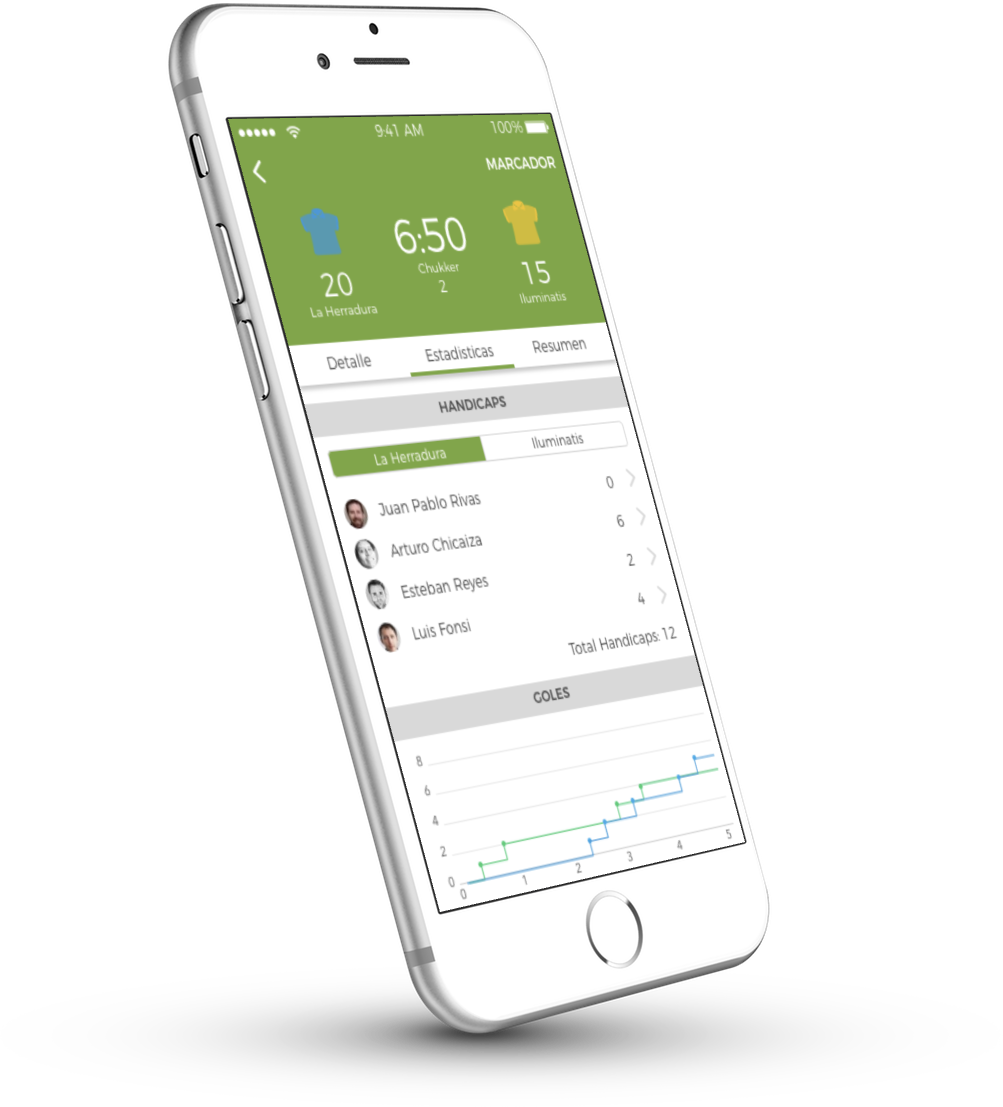 9:41 AM 100%
MARCADOR
6:50
Chukker
2
20
La Herradura
15
Iluminatis
Detalle Estadisticas Resumen
HANDICAPS
La Herradura Iluminatis
Juan Pablo Rivas 0
Arturo Chicaiza 6
Esteban Reyes 2
Luis Fonsi 4
Total Handicaps: 12
GOLES
8
6
4
2
0
0 1 2 3 4 5